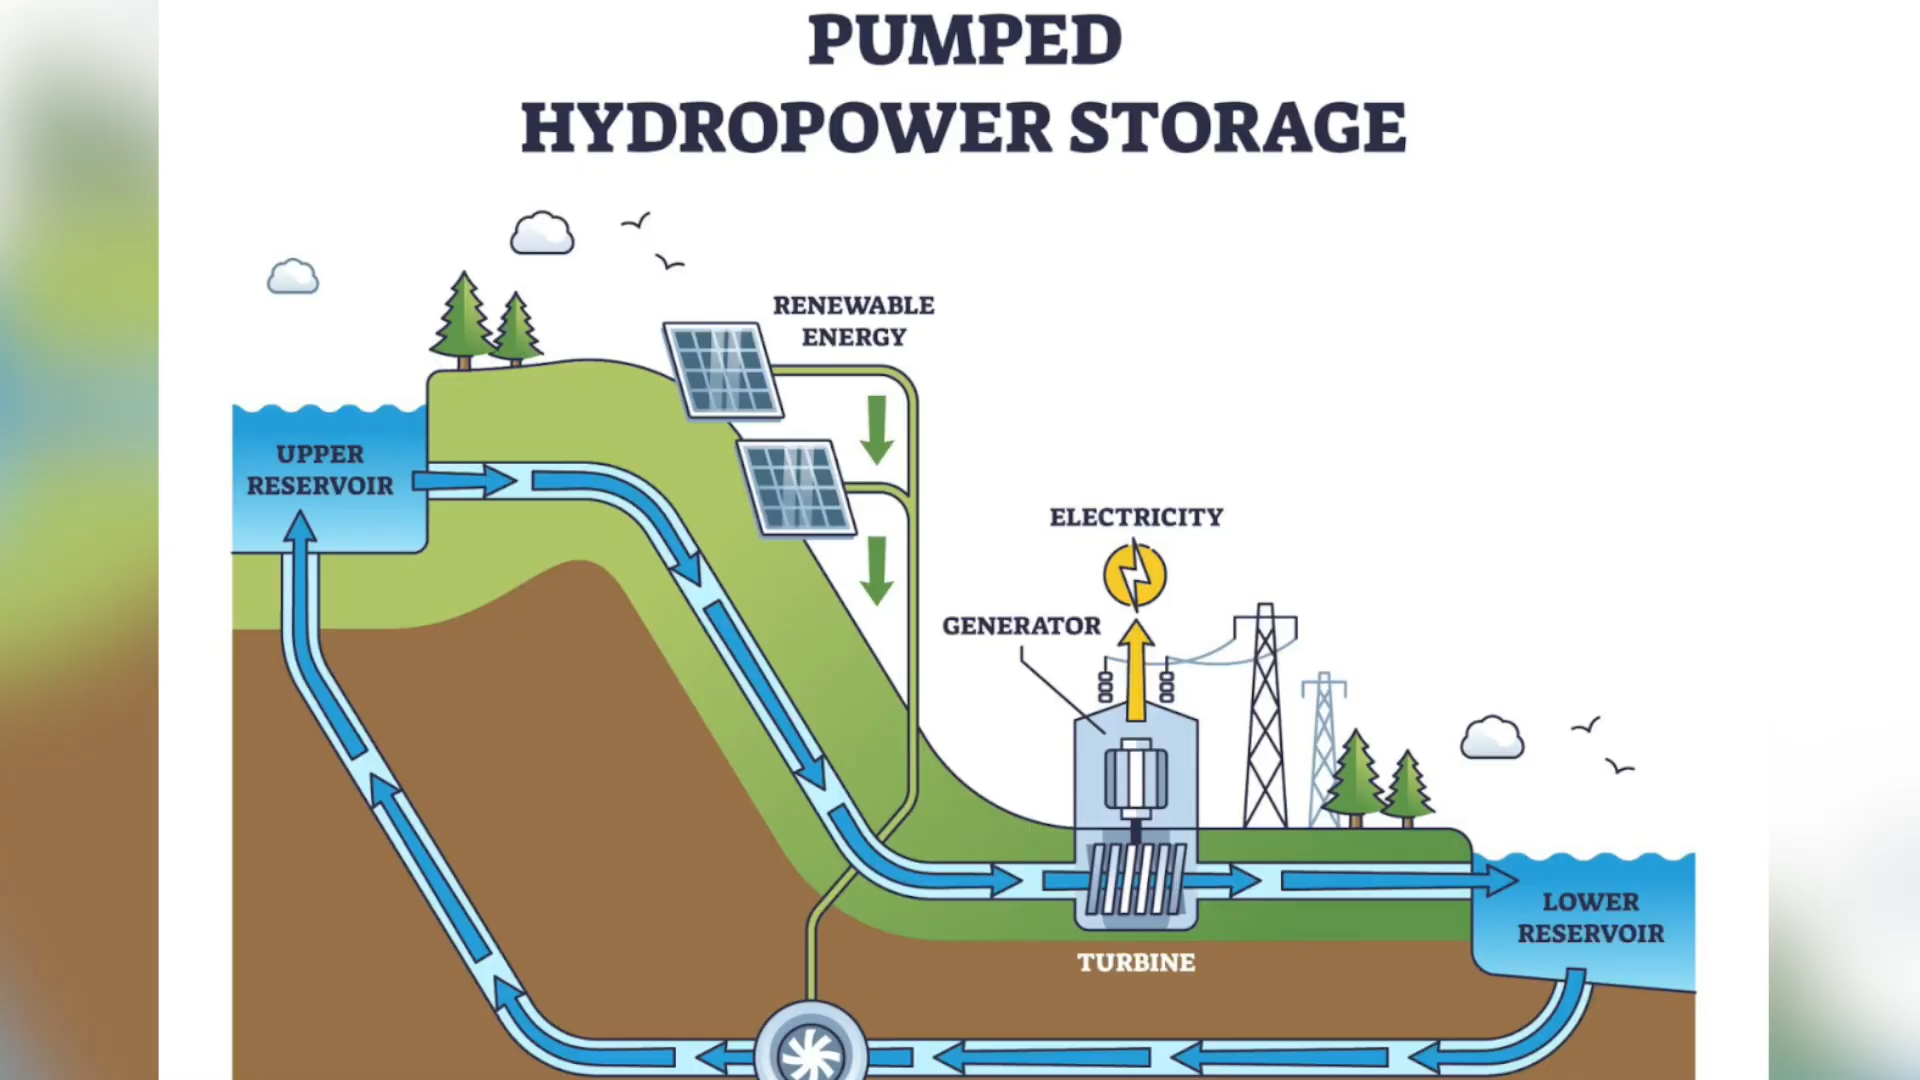 PUMPED
HYDROPOWER STORAGE
RENEWABLE
ENERGY
UPPER
RESERVOIR
ELECTRICITY
GENERATOR
LOWER
RESERVOIR
TURBINE